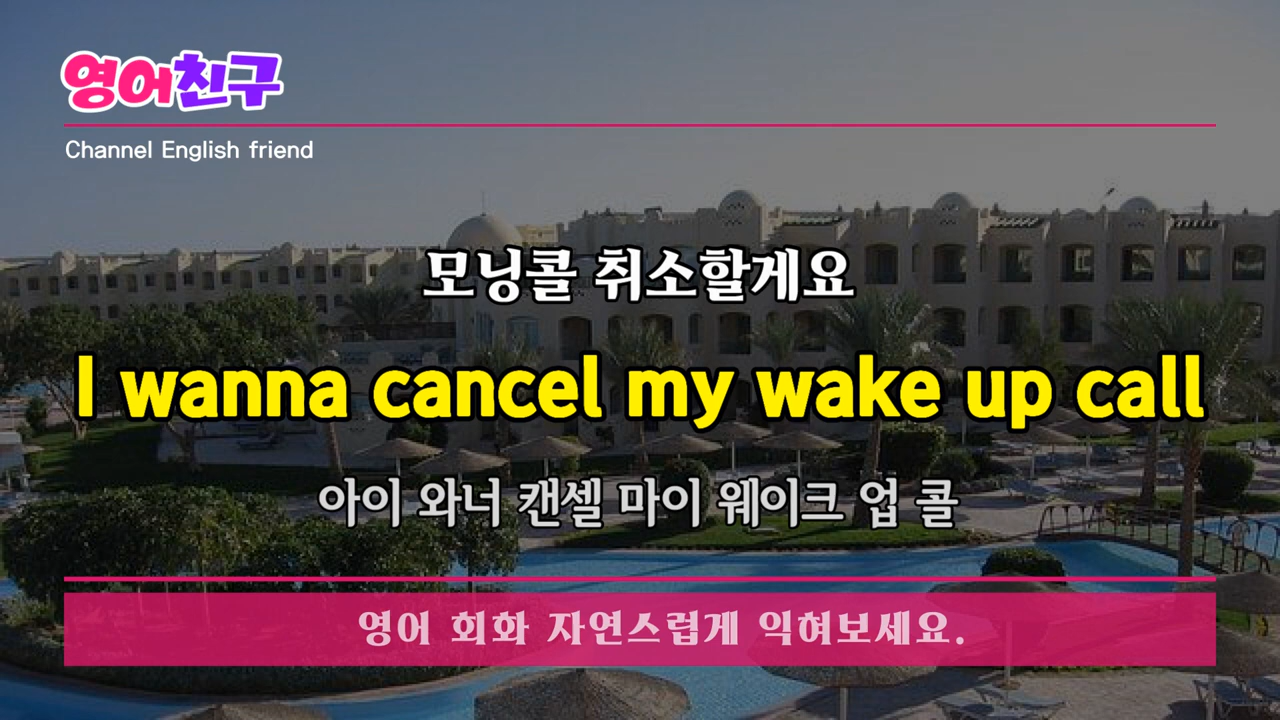 영어친구
Channel English friend
모닝콜 취소할게요
I wanna cancel my wake up call
아이 와너 캔셀 마이 웨이크 업 콜
영어 회화 자연스럽게 익혀보세요.